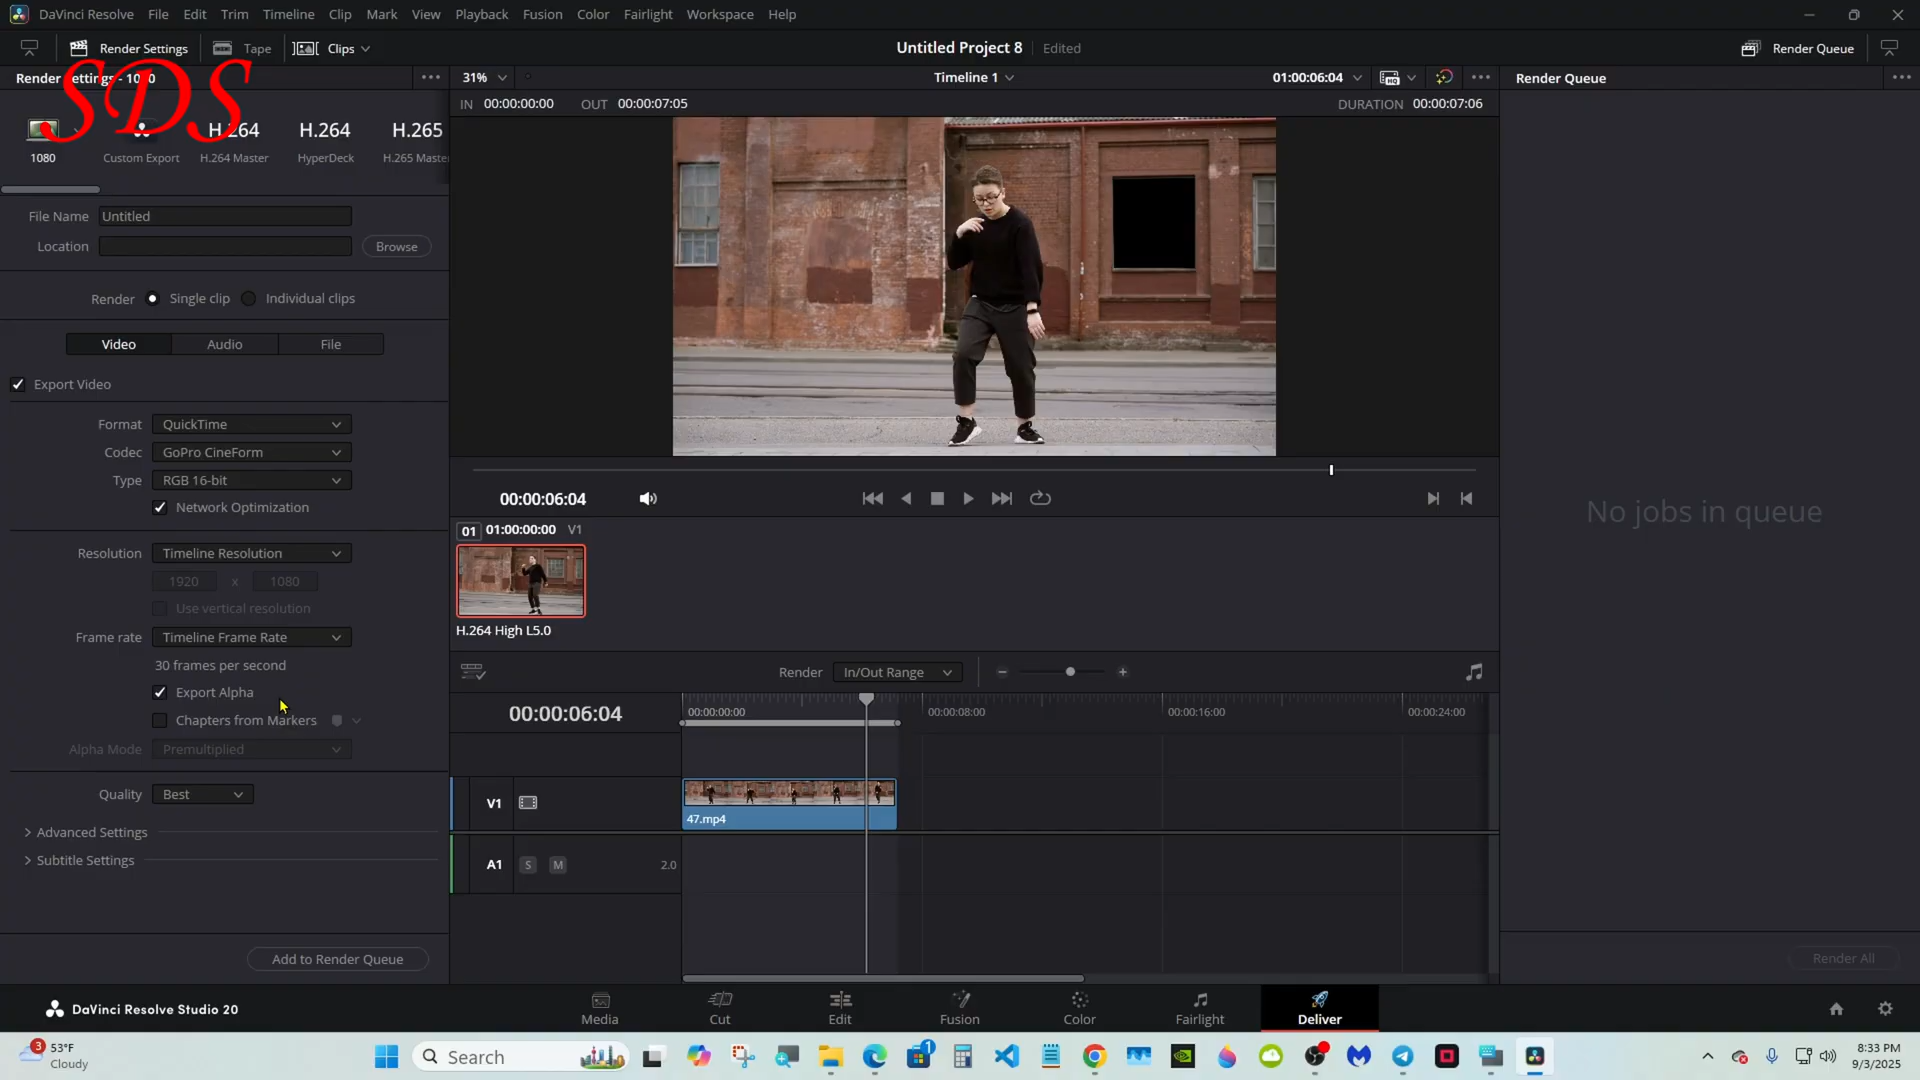 DaVinci Resolve File Edit Trim Timeline Clip Mark View Playback Fusion Color Fairlight Workspace Help
Render Settings Tape Clips Untitled Project 8 Edited Render Queue
SDS
Render Settings - 1080 31% Timeline 1 01:00:06:04 Render Queue
IN 00:00:00:00 OUT 00:00:07:05 DURATION 00:00:07:06
H.264 H.264 H.265
1080 Custom Export H.264 Master HyperDeck H.265 Maste
File Name Untitled
Location Browse
Render Single clip Individual clips
Video Audio File
Export Video
Format QuickTime
Codec GoPro CineForm
Type RGB 16-bit
Network Optimization
Resolution Timeline Resolution
1920 x 1080
Use vertical resolution
Frame rate Timeline Frame Rate
30 frames per second
Export Alpha
Chapters from Markers
Alpha Mode Premultiplied
Quality Best
Advanced Settings
Subtitle Settings
Add to Render Queue
00:00:06:04
01 01:00:00:00 V1
H.264 High L5.0
Render In/Out Range
00:00:06:04 00:00:00:00 00:00:08:00 00:00:16:00 00:00:24:00
V1
47.mp4
A1 S M 2.0
No jobs in queue
Render All
DaVinci Resolve Studio 20 Media Cut Edit Fusion Color Fairlight Deliver
3 53°F
Cloudy
Search
1
8:33 PM
9/3/2025